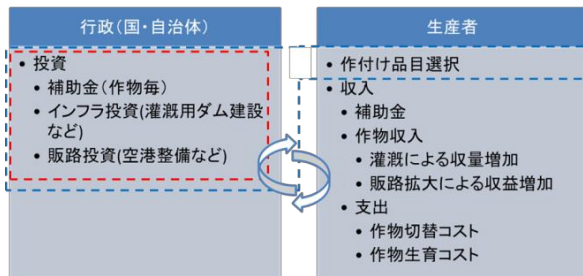 行政（国・自治体）
• 投資
• 補助金（作物毎）
• インフラ投資(灌漑用ダム建設
など)
• 販路投資(空港整備など)
生産者
• 作付け品目選択
• 収入
• 補助金
• 作物収入
• 灌漑による収量増加
• 販路拡大による収益増加
• 支出
• 作物切替コスト
• 作物生育コスト